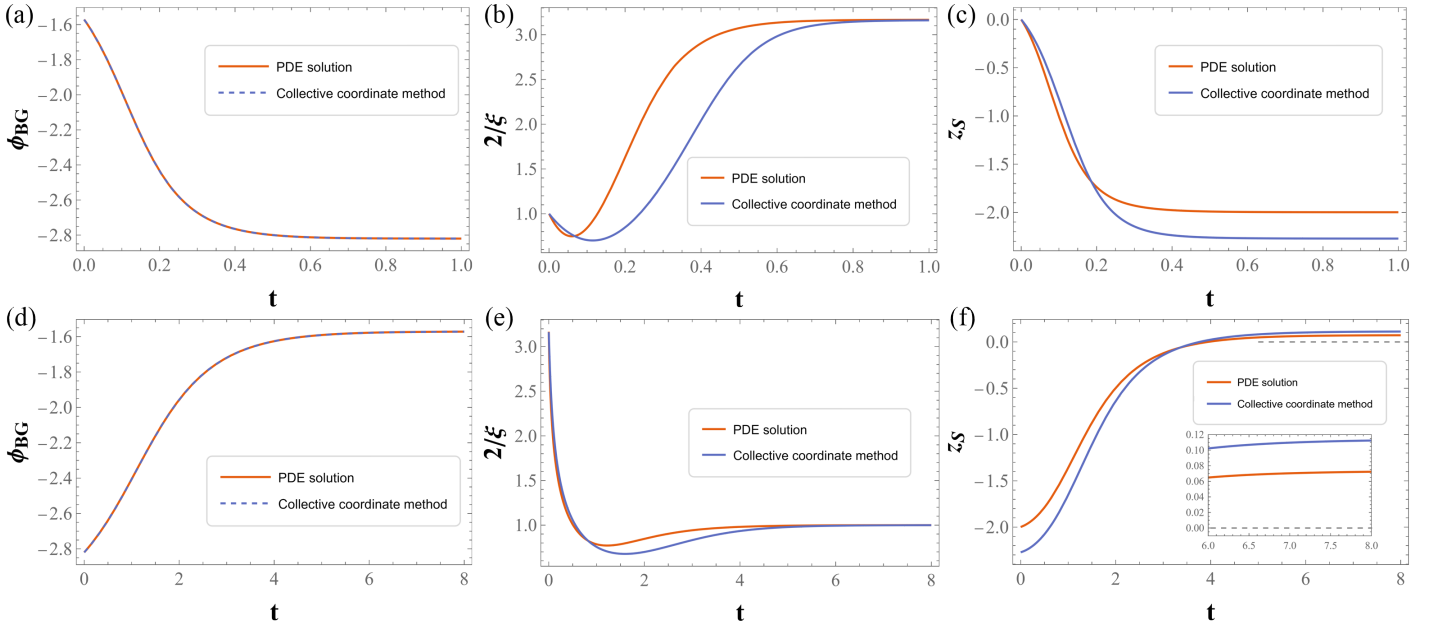 (a)
ϕBG
−1.6
−1.8
−2.0
−2.2
−2.4
−2.6
−2.8
PDE solution
Collective coordinate method
0.0 0.2 0.4 0.6 0.8 1.0
t
(b)
2/ξ
3.0
2.5
2.0
1.5
1.0
PDE solution
Collective coordinate method
0.0 0.2 0.4 0.6 0.8 1.0
t
(c)
zS
0.0
−0.5
−1.0
−1.5
−2.0
PDE solution
Collective coordinate method
0.0 0.2 0.4 0.6 0.8 1.0
t
(d)
ϕBG
−1.6
−1.8
−2.0
−2.2
−2.4
−2.6
−2.8
PDE solution
Collective coordinate method
0 2 4 6 8
t
(e)
2/ξ
3.0
2.5
2.0
1.5
1.0
PDE solution
Collective coordinate method
0 2 4 6 8
t
(f)
zS
0.0
−0.5
−1.0
−1.5
−2.0
PDE solution
Collective coordinate method
0.12
0.10
0.08
0.06
0.04
0.02
0.00
6.0 6.5 7.0 7.5 8.0
0 2 4 6 8
t